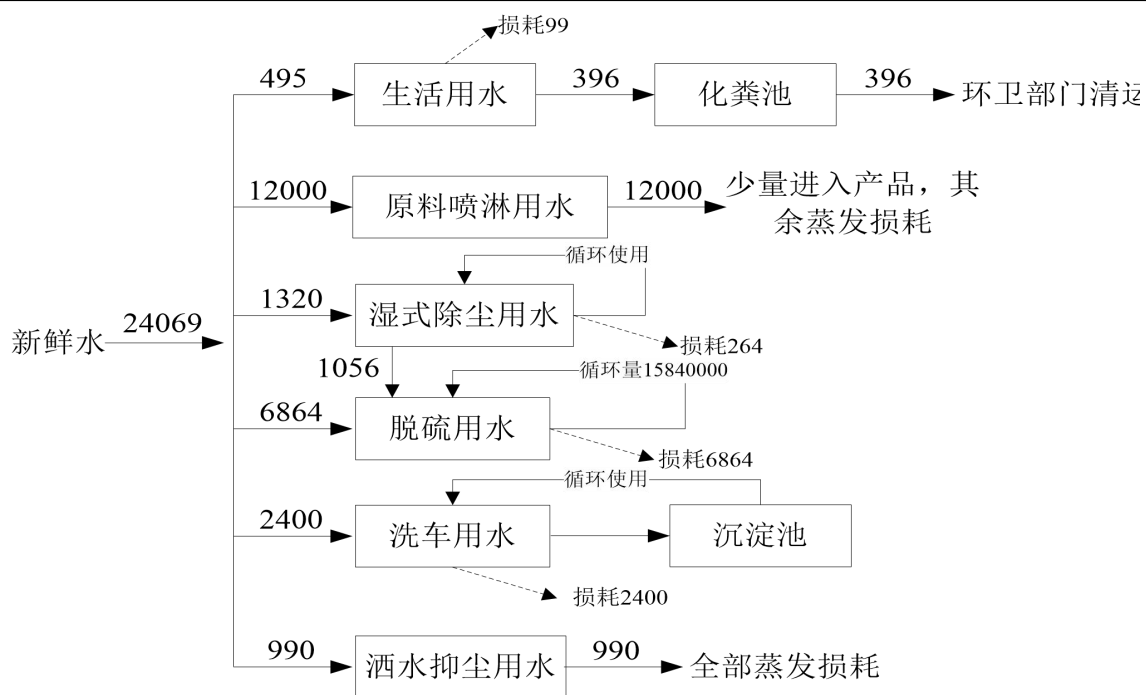 损耗99
495
生活用水
396
化粪池
396
环卫部门清运
12000
原料喷淋用水
12000
少量进入产品，其
余蒸发损耗
循环使用
1320
湿式除尘用水
新鲜水
24069
损耗264
1056
循环量15840000
6864
脱硫用水
损耗6864
循环使用
2400
洗车用水
沉淀池
损耗2400
990
洒水抑尘用水
990
全部蒸发损耗